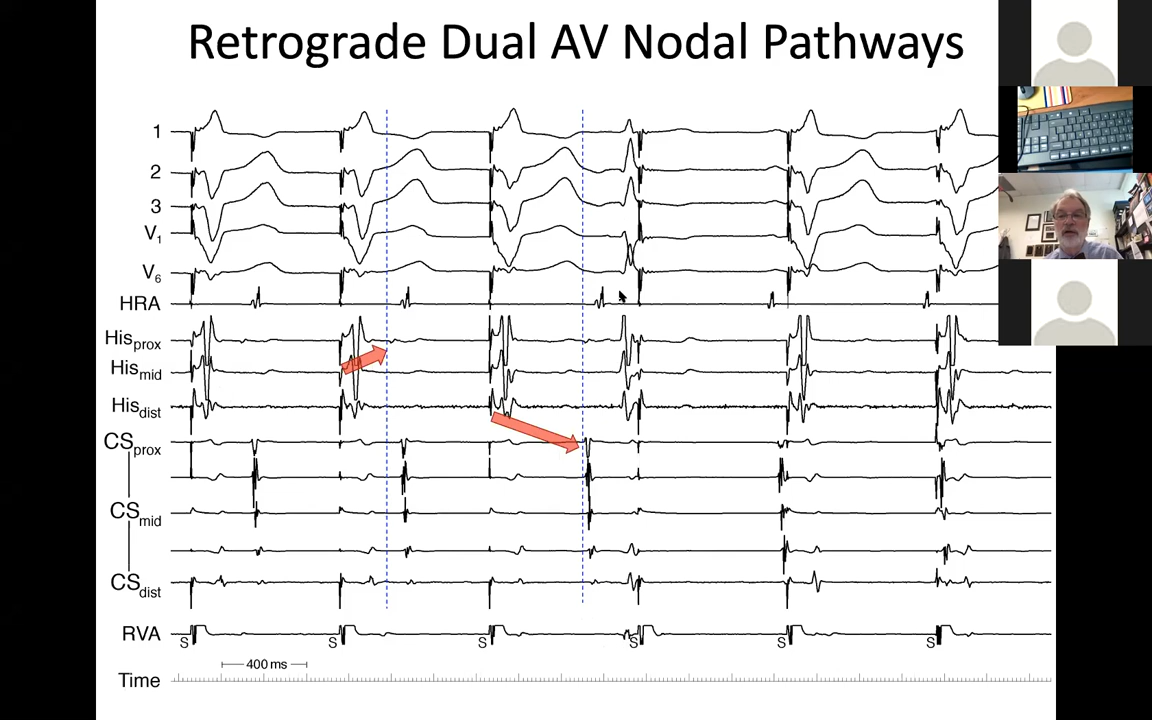 Retrograde Dual AV Nodal Pathways
1
2
3
V1
V6
HRA
Hisprox
Hismid
Hisdist
CSprox
CSmid
CSdist
RVA
S S S S S S
400 ms
Time